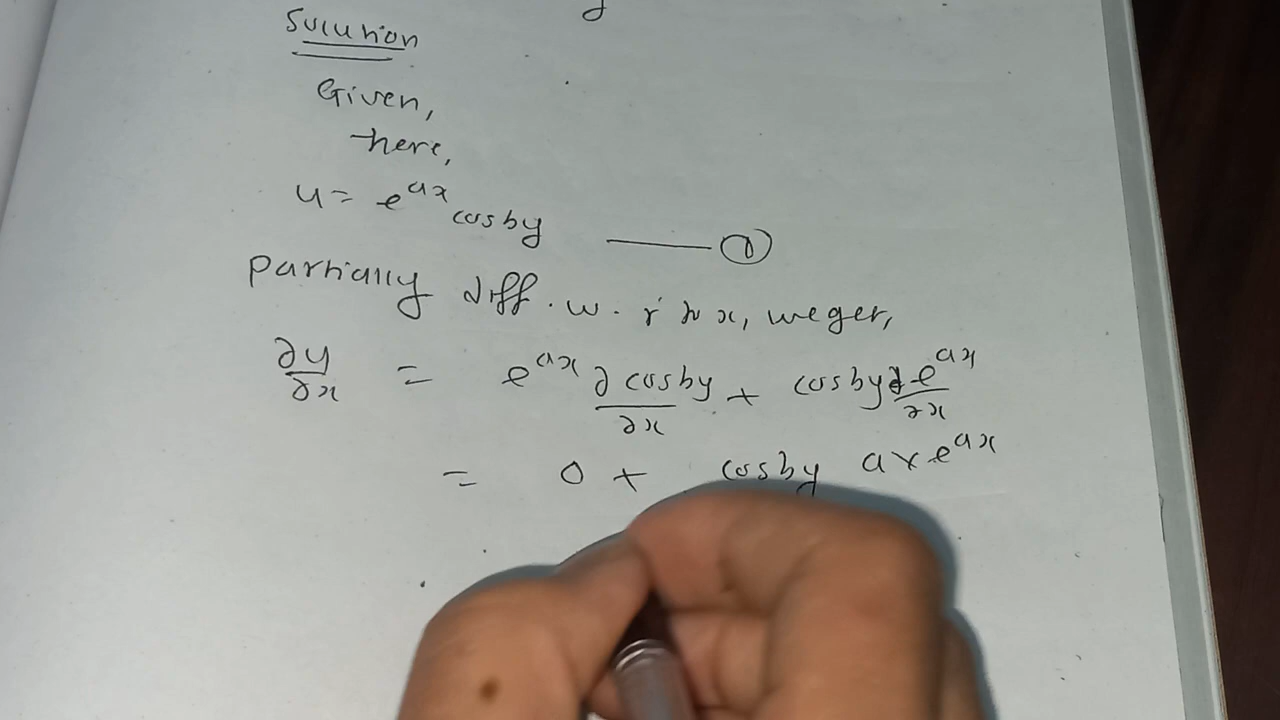 Solution
Given,
here,
u = e^ax cos by ——— ①
Partially diff. w. r to x, we get,
∂u/∂x = e^ax ∂ cos by/∂x + cos by ∂e^ax/∂x
= 0 + cos by a × e^ax